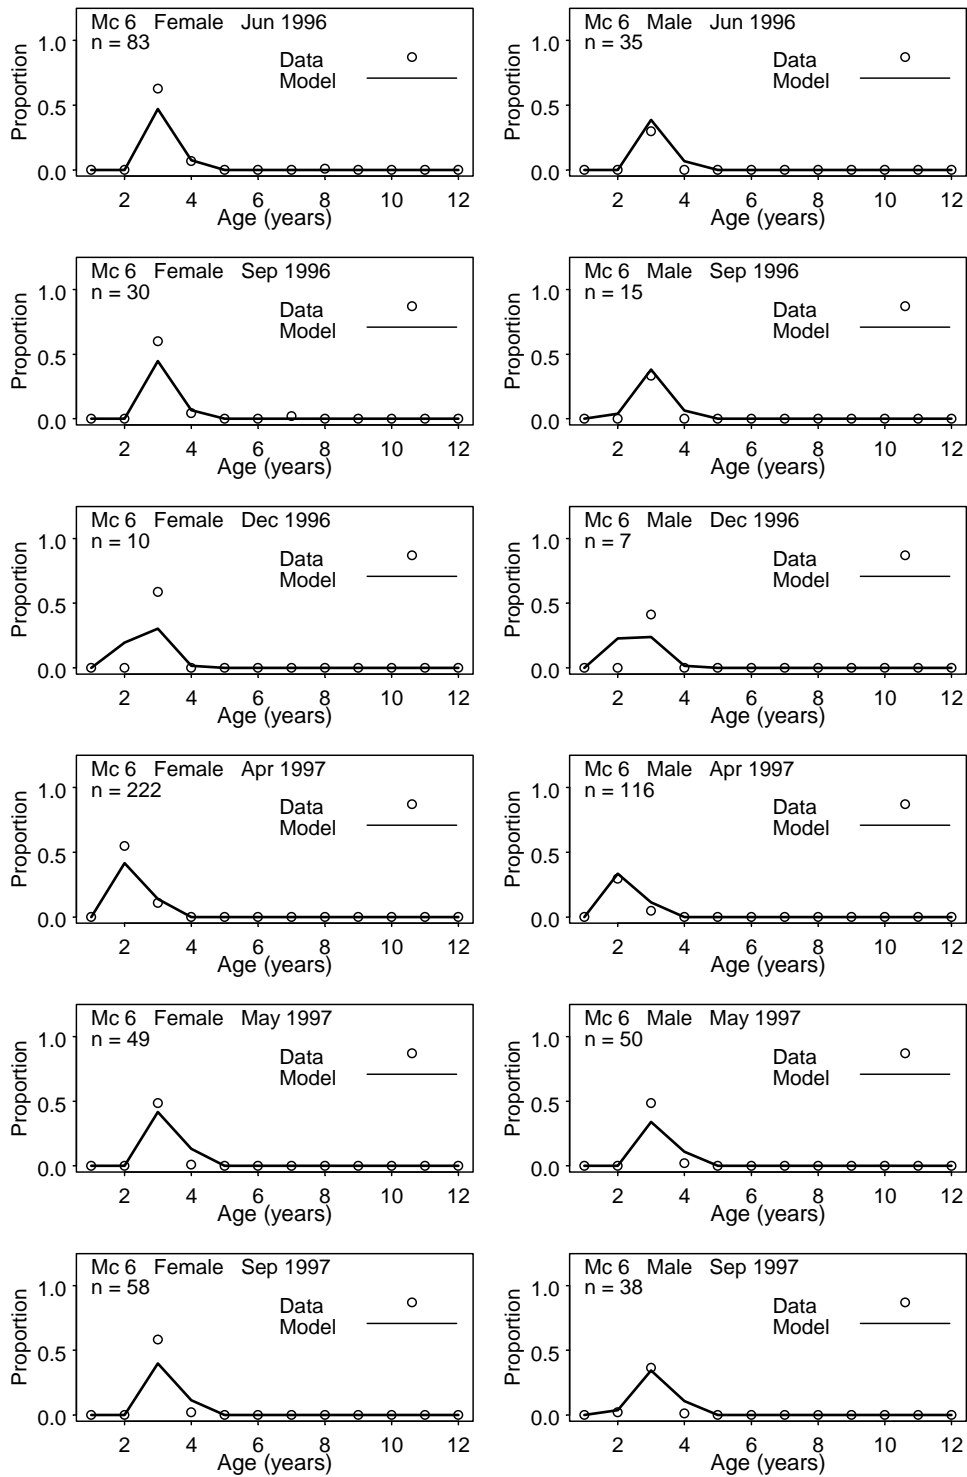 Mc 6 Female Jun 1996
n = 83
Data
Model
Proportion
1.0
0.5
0.0
2 4 6 8 10 12
Age (years)
Mc 6 Male Jun 1996
n = 35
Data
Model
Proportion
1.0
0.5
0.0
2 4 6 8 10 12
Age (years)
Mc 6 Female Sep 1996
n = 30
Data
Model
Proportion
1.0
0.5
0.0
2 4 6 8 10 12
Age (years)
Mc 6 Male Sep 1996
n = 15
Data
Model
Proportion
1.0
0.5
0.0
2 4 6 8 10 12
Age (years)
Mc 6 Female Dec 1996
n = 10
Data
Model
Proportion
1.0
0.5
0.0
2 4 6 8 10 12
Age (years)
Mc 6 Male Dec 1996
n = 7
Data
Model
Proportion
1.0
0.5
0.0
2 4 6 8 10 12
Age (years)
Mc 6 Female Apr 1997
n = 222
Data
Model
Proportion
1.0
0.5
0.0
2 4 6 8 10 12
Age (years)
Mc 6 Male Apr 1997
n = 116
Data
Model
Proportion
1.0
0.5
0.0
2 4 6 8 10 12
Age (years)
Mc 6 Female May 1997
n = 49
Data
Model
Proportion
1.0
0.5
0.0
2 4 6 8 10 12
Age (years)
Mc 6 Male May 1997
n = 50
Data
Model
Proportion
1.0
0.5
0.0
2 4 6 8 10 12
Age (years)
Mc 6 Female Sep 1997
n = 58
Data
Model
Proportion
1.0
0.5
0.0
2 4 6 8 10 12
Age (years)
Mc 6 Male Sep 1997
n = 38
Data
Model
Proportion
1.0
0.5
0.0
2 4 6 8 10 12
Age (years)